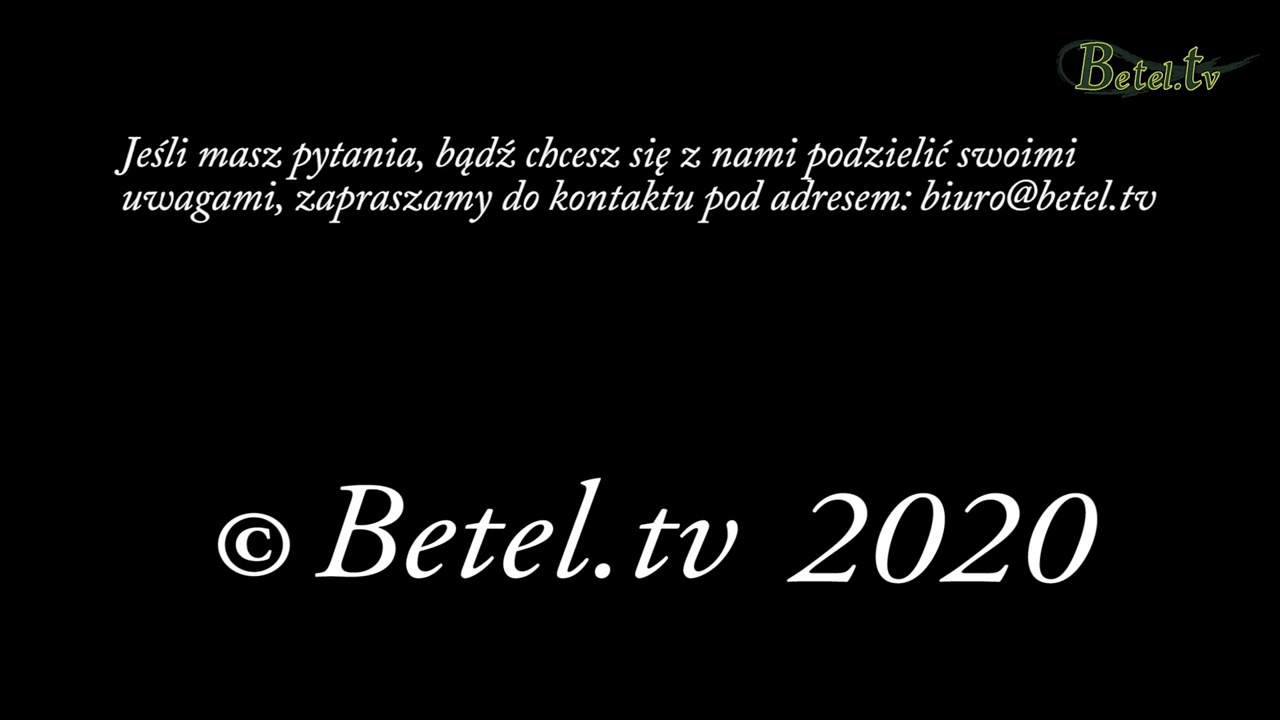 Betel.tv
Jeśli masz pytania, bądź chcesz się z nami podzielić swoimi
uwagami, zapraszamy do kontaktu pod adresem: biuro@betel.tv
© Betel.tv 2020